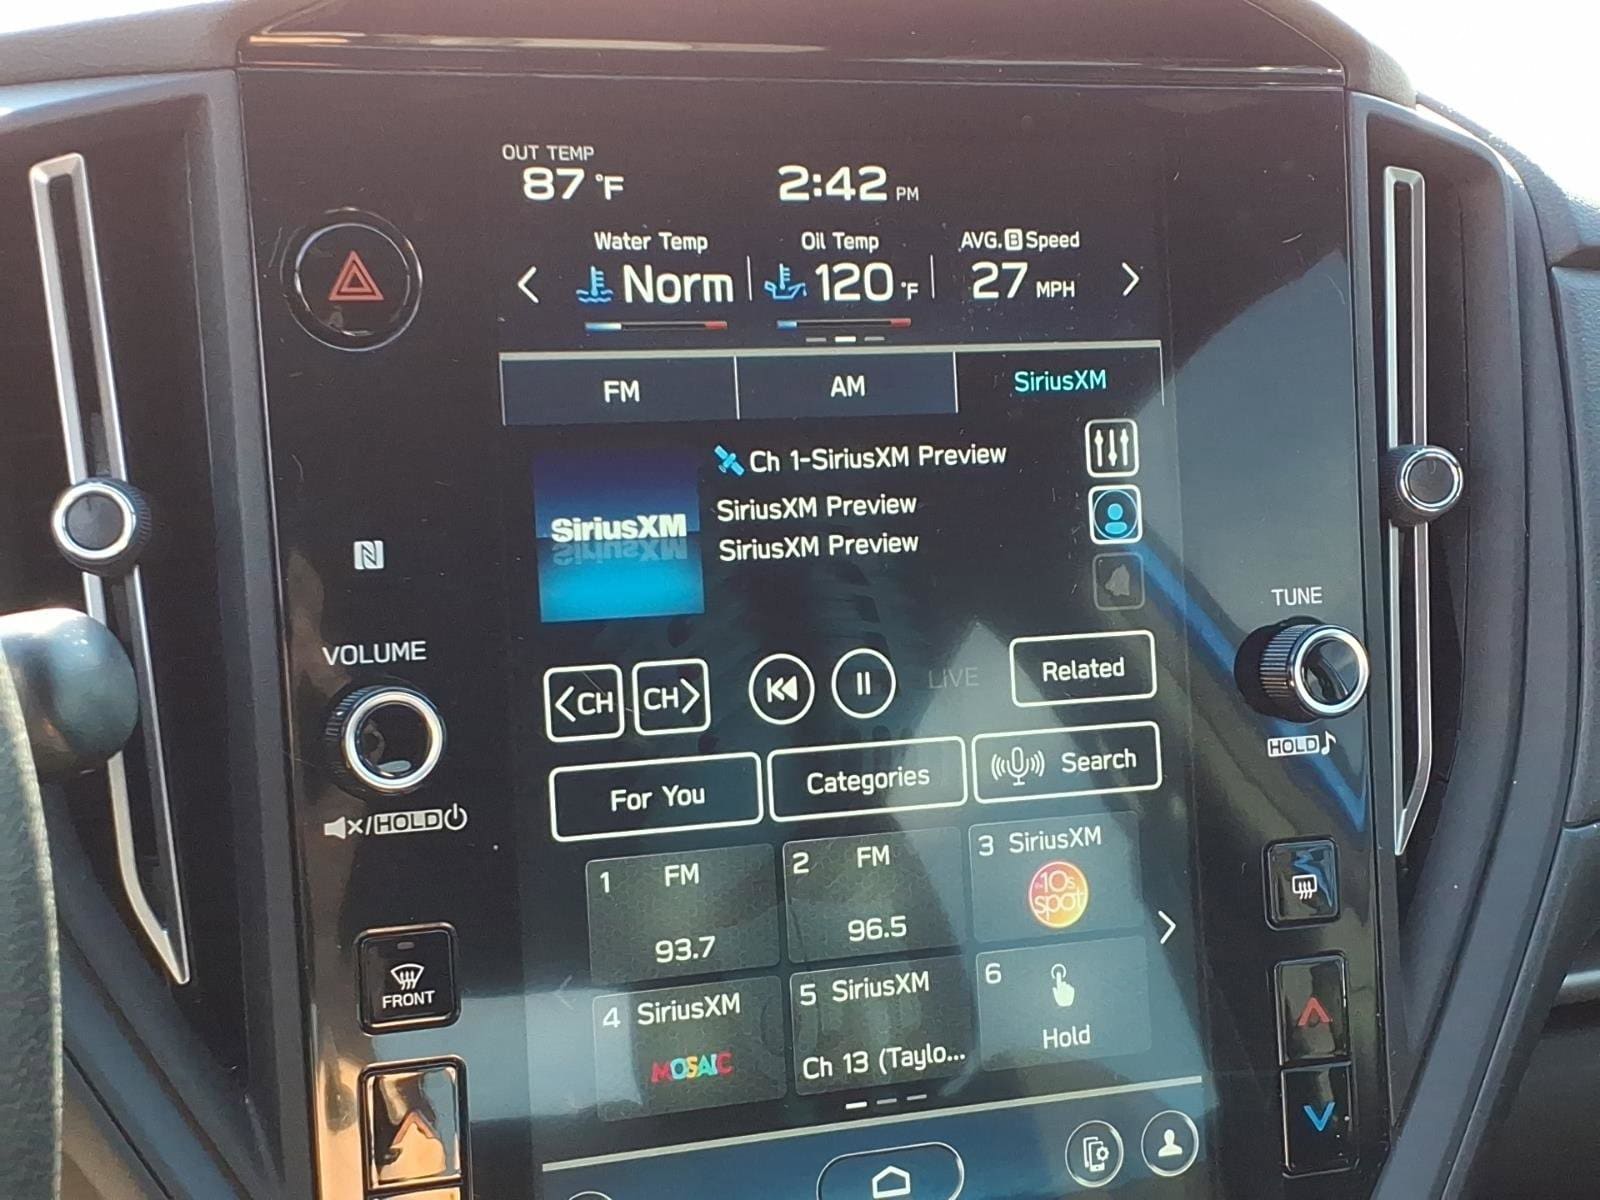 OUT TEMP
87 °F
2:42 PM
Water Temp
Norm
Oil Temp
120 °F
AVG. B Speed
27 MPH
FM
AM
SiriusXM
SiriusXM
Ch 1-SiriusXM Preview
SiriusXM Preview
SiriusXM Preview
N
VOLUME
TUNE
<CH
CH>
LIVE
Related
HOLD♪
For You
Categories
Search
×/HOLD
1 FM
93.7
2 FM
96.5
3 SiriusXM
10s
spot
FRONT
4 SiriusXM
MOSAIC
5 SiriusXM
Ch 13 (Taylo...
6
Hold